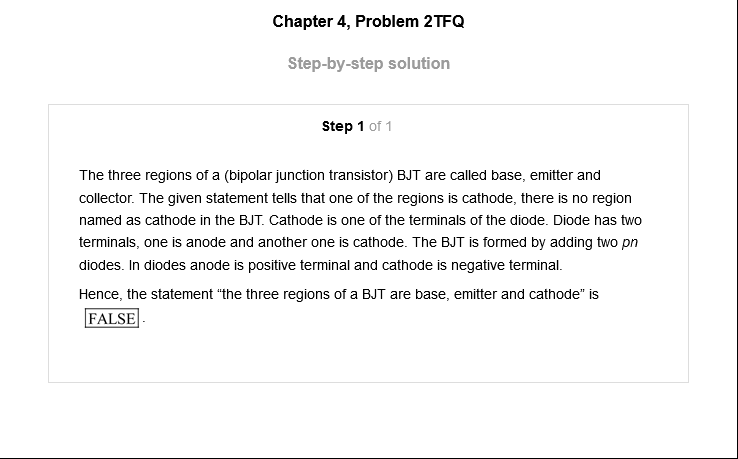 Chapter 4, Problem 2TFQ
Step-by-step solution
Step 1 of 1
The three regions of a (bipolar junction transistor) BJT are called base, emitter and
collector. The given statement tells that one of the regions is cathode, there is no region
named as cathode in the BJT. Cathode is one of the terminals of the diode. Diode has two
terminals, one is anode and another one is cathode. The BJT is formed by adding two pn
diodes. In diodes anode is positive terminal and cathode is negative terminal.
Hence, the statement “the three regions of a BJT are base, emitter and cathode” is
FALSE.